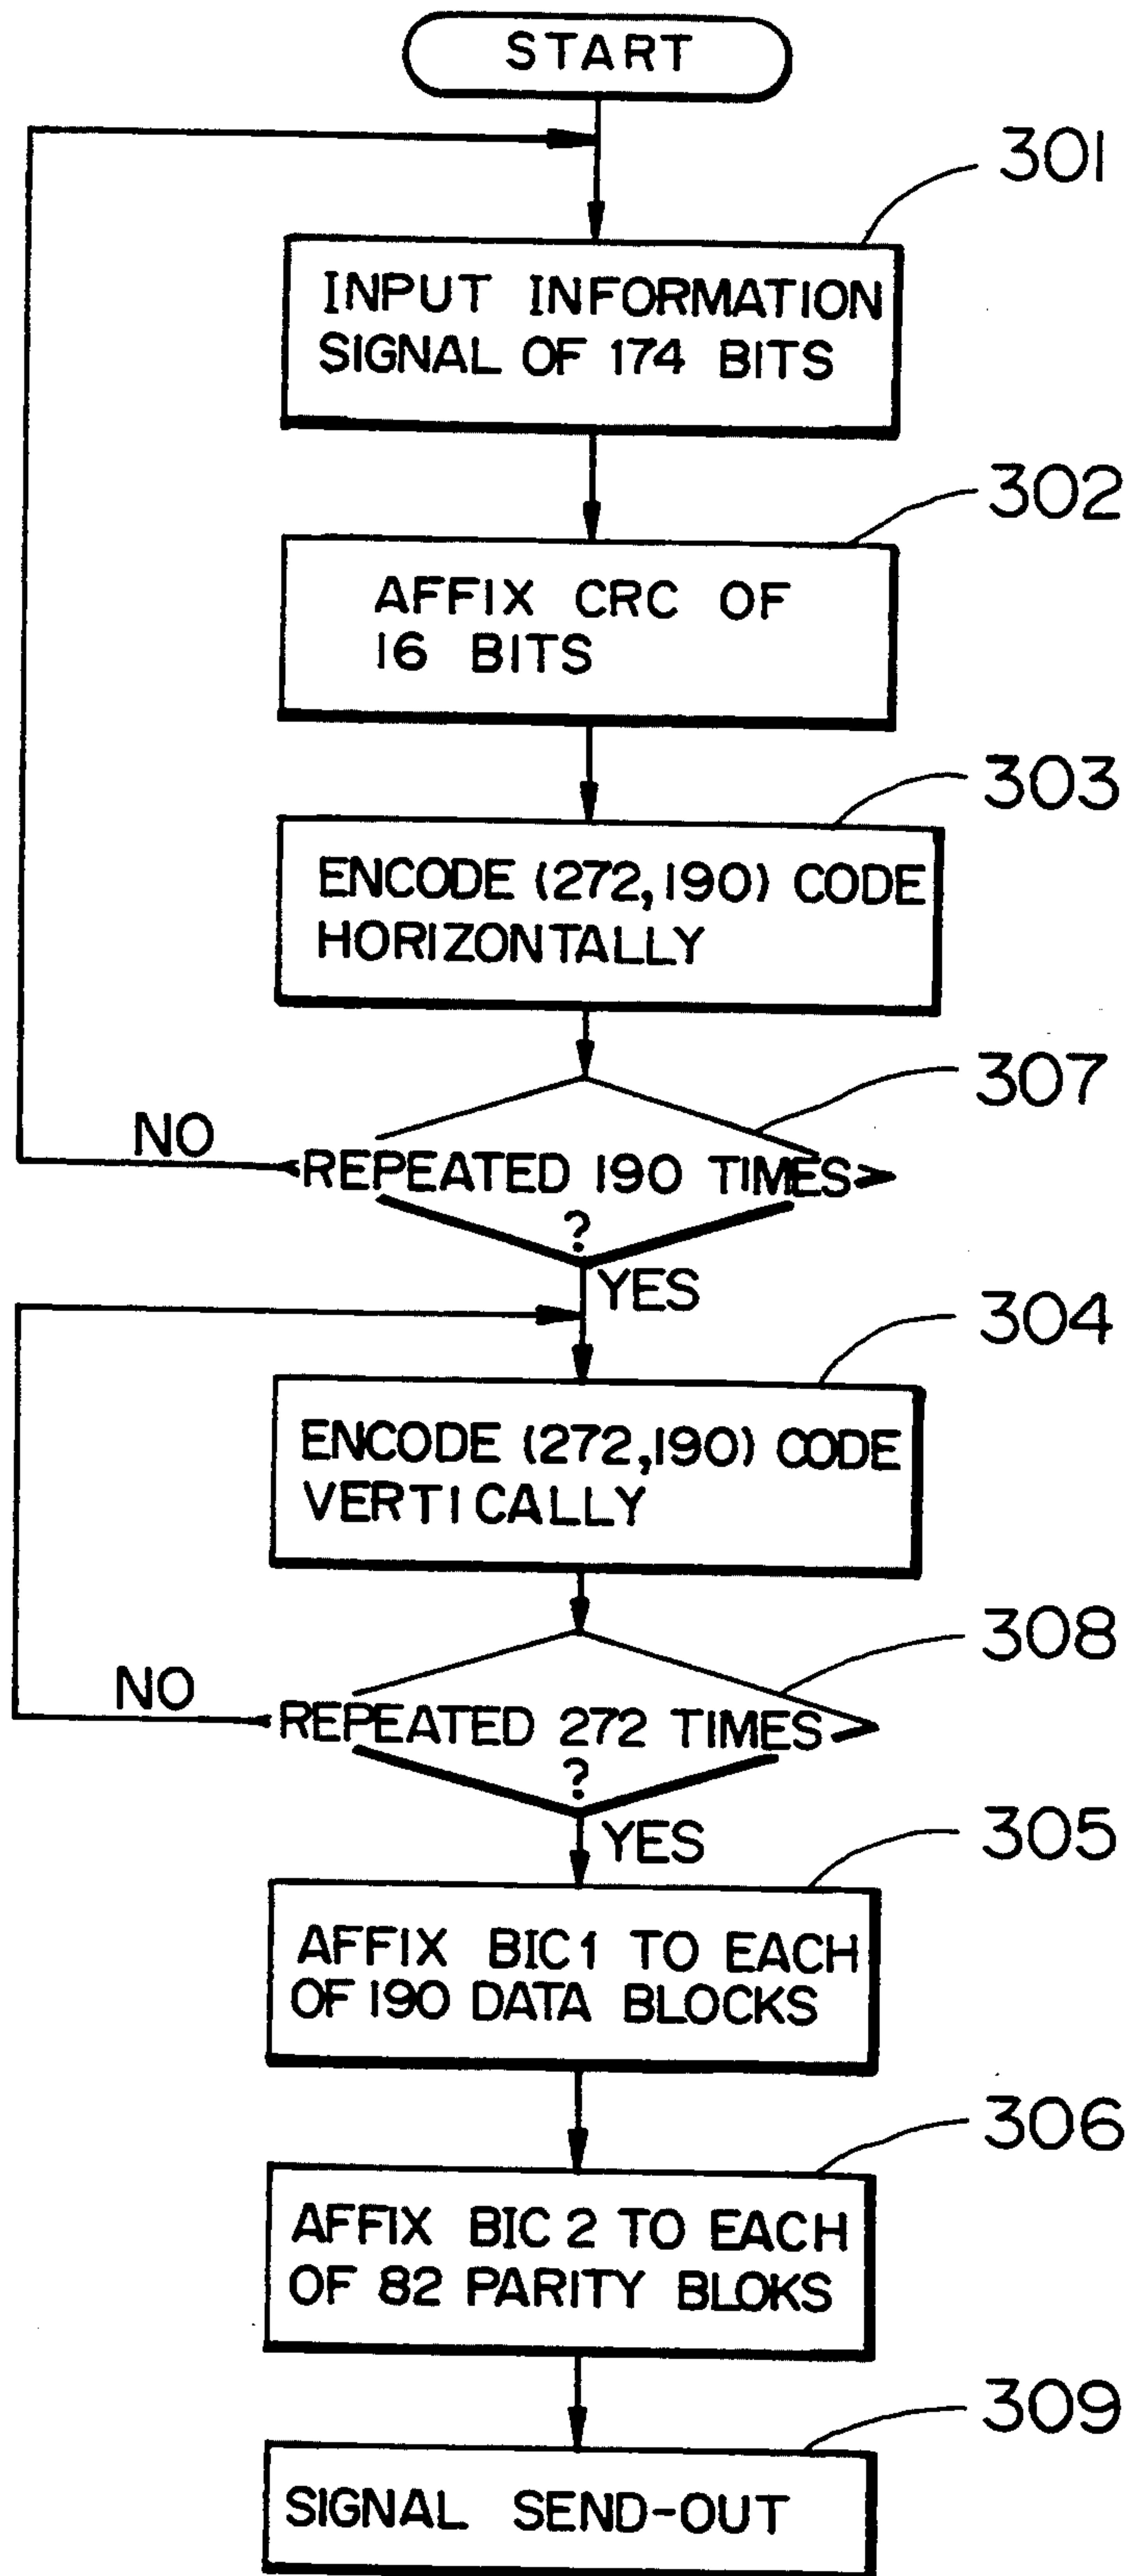 START
301
INPUT INFORMATION
SIGNAL OF 174 BITS
302
AFFIX CRC OF
16 BITS
303
ENCODE (272,190) CODE
HORIZONTALLY
307
NO
REPEATED 190 TIMES
?
YES
304
ENCODE (272,190) CODE
VERTICALLY
308
NO
REPEATED 272 TIMES
?
YES
305
AFFIX BIC1 TO EACH
OF 190 DATA BLOCKS
306
AFFIX BIC 2 TO EACH
OF 82 PARITY BLOKS
309
SIGNAL SEND-OUT